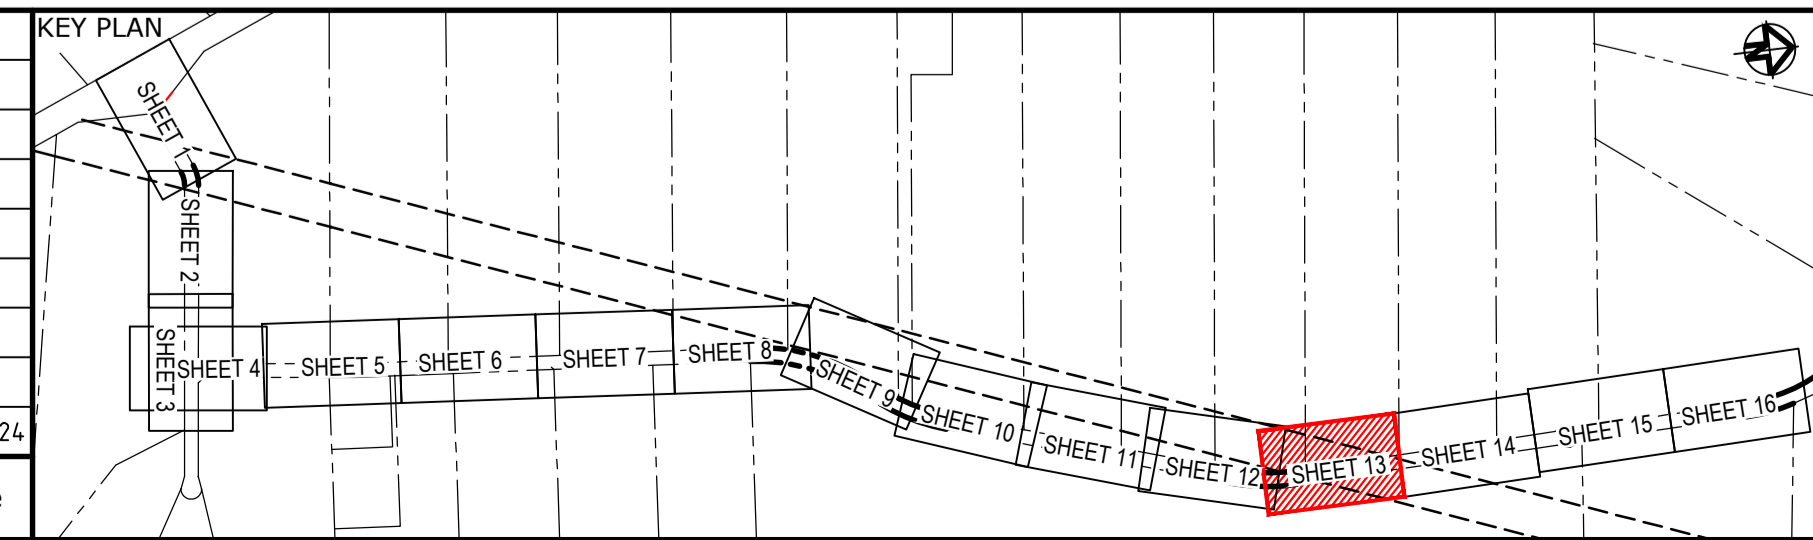 KEY PLAN
SHEET 1
SHEET 2
SHEET 3
SHEET 4
SHEET 5
SHEET 6
SHEET 7
SHEET 8
SHEET 9
SHEET 10
SHEET 11
SHEET 12
SHEET 13
SHEET 14
SHEET 15
SHEET 16
N
24